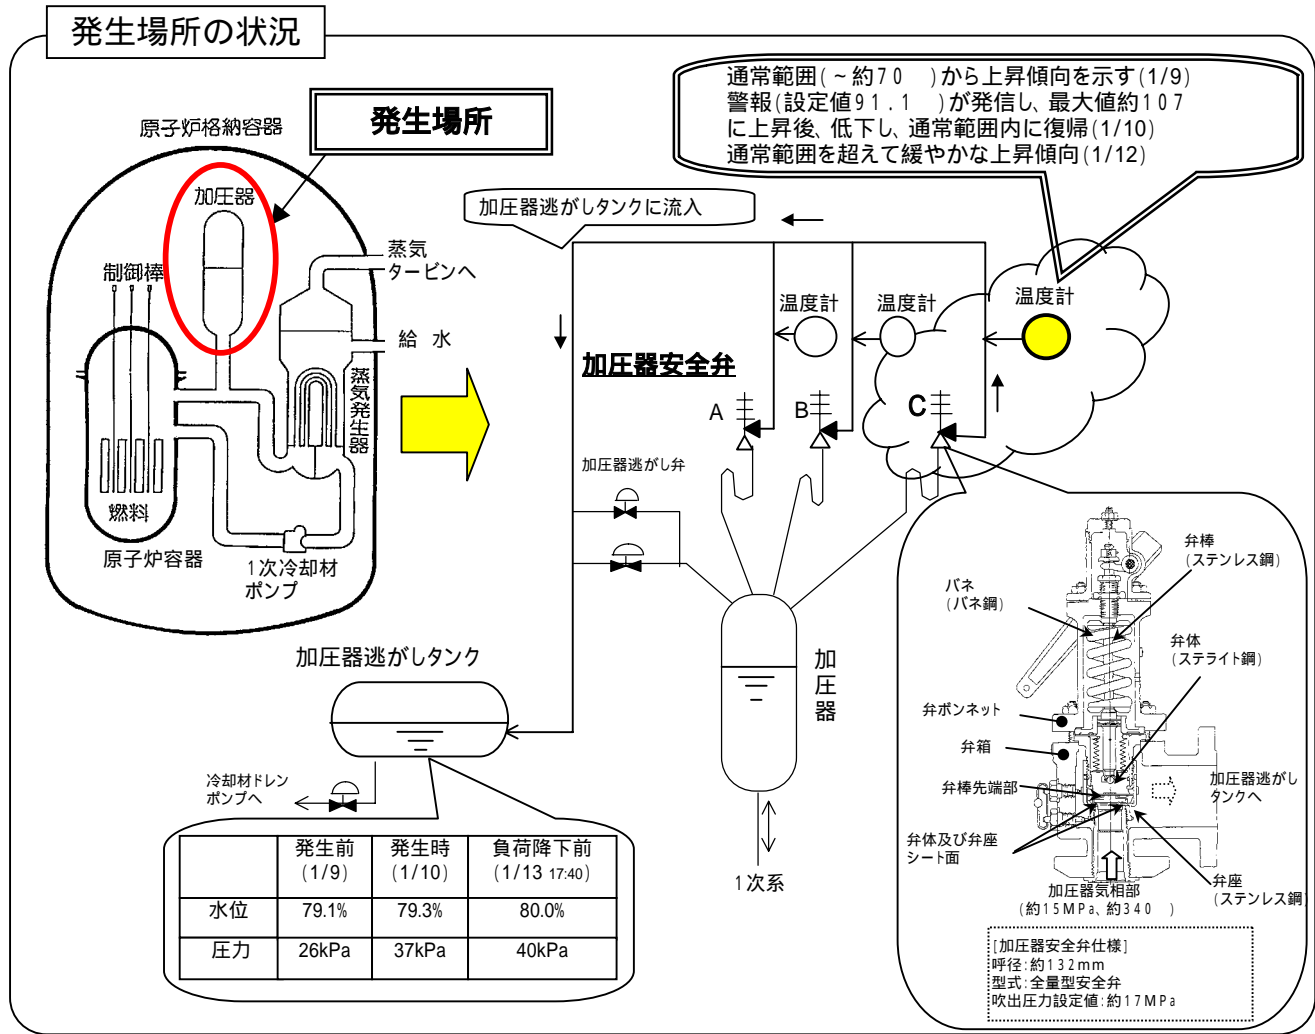 発生場所の状況
通常範囲(~約70　)から上昇傾向を示す(1/9)
警報(設定値91.1　)が発信し、最大値約107
に上昇後、低下し、通常範囲内に復帰(1/10)
通常範囲を超えて緩やかな上昇傾向(1/12)
発生場所
原子炉格納容器
加圧器
制御棒
蒸気
タービンへ
給 水
蒸気発生器
燃料
原子炉容器
1次冷却材
ポンプ
加圧器逃がしタンクに流入
温度計
温度計
温度計
加圧器安全弁
A
B
C
加圧器逃がし弁
加圧器
加圧器逃がしタンク
冷却材ドレン
ポンプへ
1次系
発生前
(1/9)
発生時
(1/10)
負荷降下前
(1/13 17:40)
水位 79.1% 79.3% 80.0%
圧力 26kPa 37kPa 40kPa
弁棒
(ステンレス鋼)
バネ
(バネ鋼)
弁体
(ステライト鋼)
弁ボンネット
弁箱
弁棒先端部
加圧器逃がし
タンクへ
弁体及び弁座
シート面
弁座
(ステンレス鋼)
加圧器気相部
(約15MPa、約340　)
[加圧器安全弁仕様]
呼径:約132mm
型式:全量型安全弁
吹出圧力設定値:約17MPa